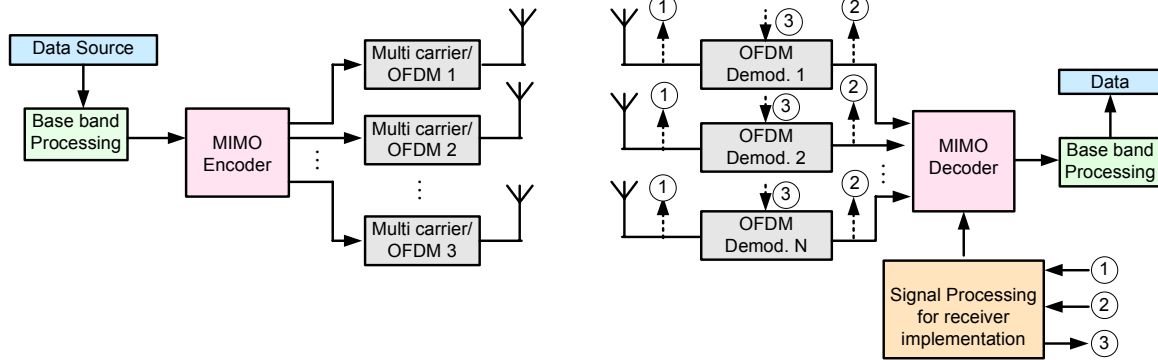 Data Source
Base band
Processing
MIMO
Encoder
Multi carrier/
OFDM 1
Multi carrier/
OFDM 2
Multi carrier/
OFDM 3
1
3
2
OFDM
Demod. 1
1
3
2
OFDM
Demod. 2
1
3
2
OFDM
Demod. N
MIMO
Decoder
Data
Base band
Processing
Signal Processing
for receiver
implementation
1
2
3